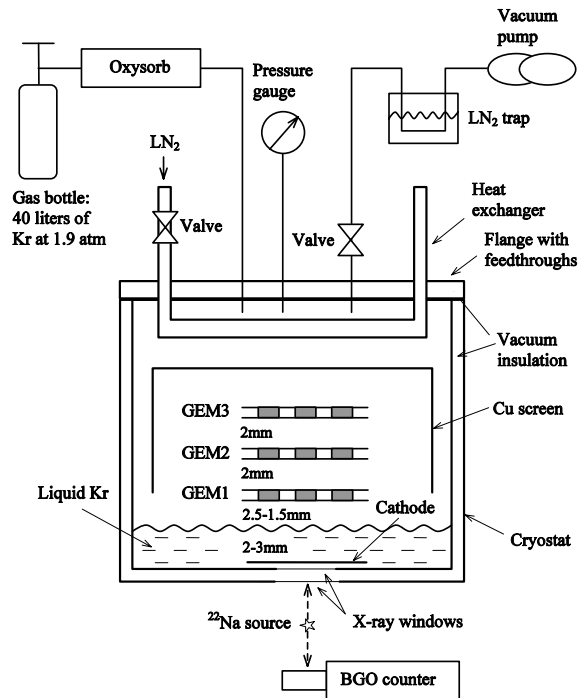 Vacuum
pump
Oxysorb
Pressure
gauge
LN2 trap
LN2
Gas bottle:
40 liters of
Kr at 1.9 atm
Valve
Valve
Heat
exchanger
Flange with
feedthroughs
Vacuum
insulation
GEM3
2mm
Cu screen
GEM2
2mm
GEM1
Liquid Kr
2.5-1.5mm
Cathode
2-3mm
Cryostat
22Na source
X-ray windows
BGO counter